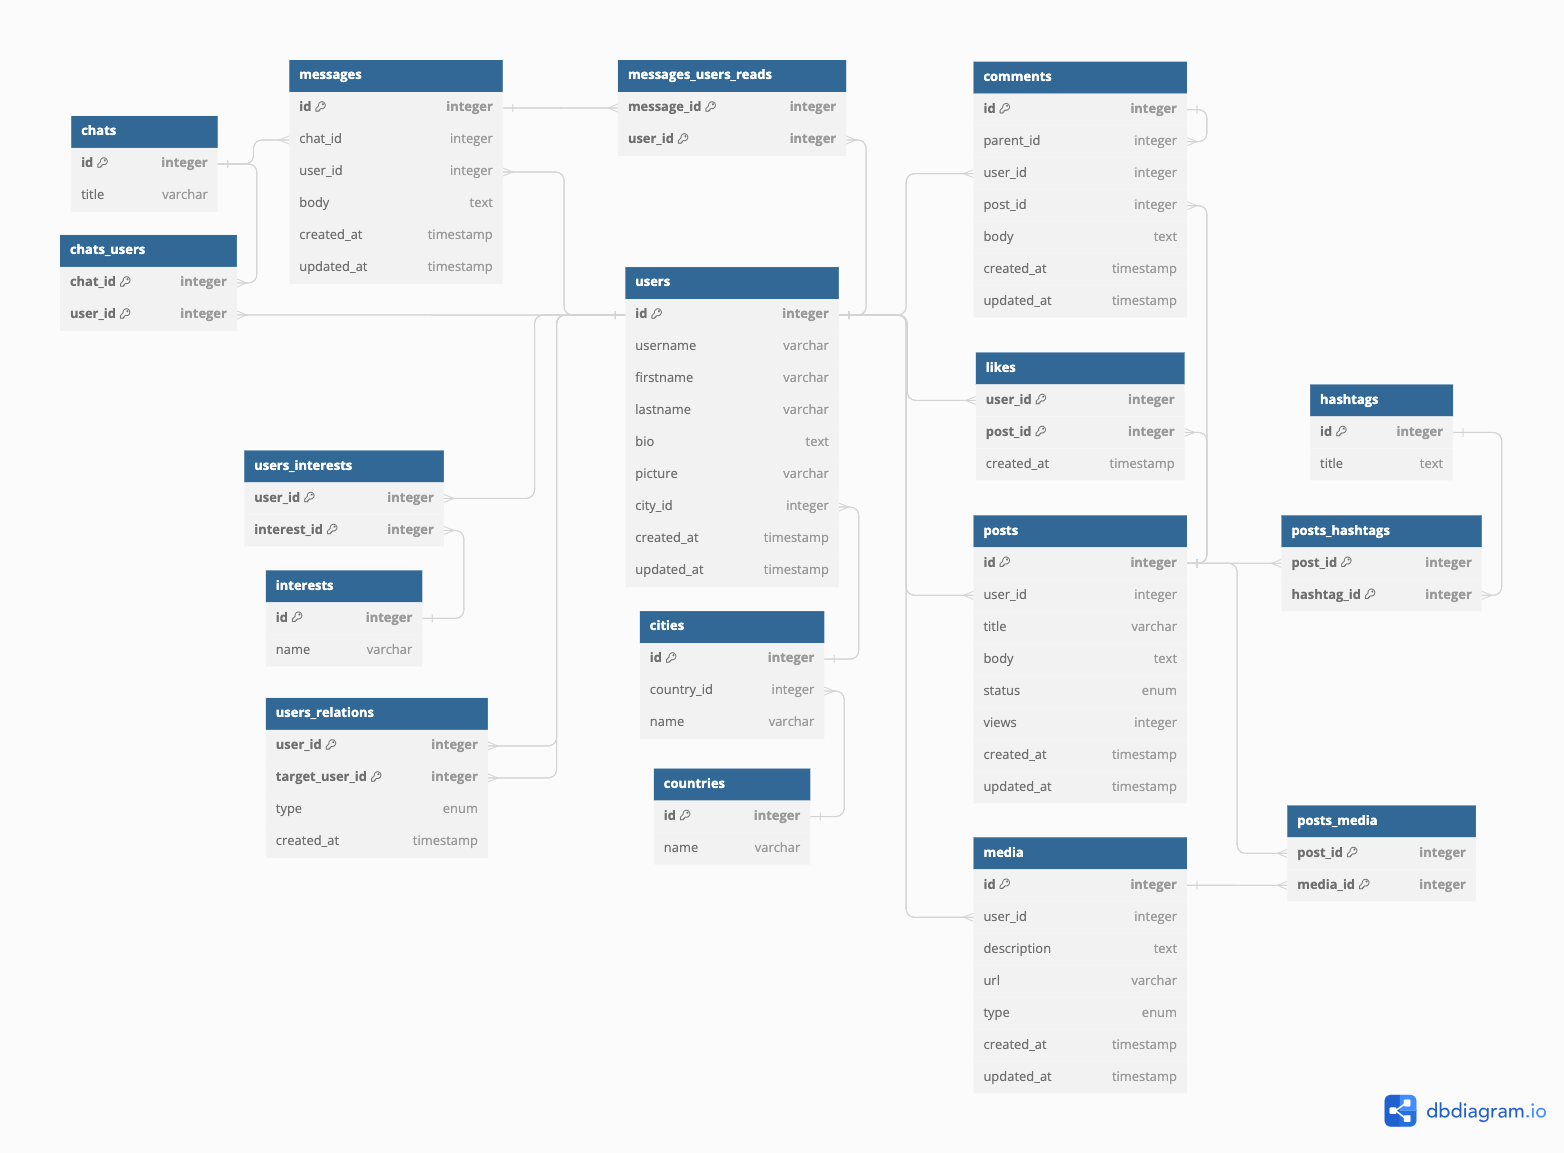 messages
id integer
chat_id integer
user_id integer
body text
created_at timestamp
updated_at timestamp
messages_users_reads
message_id integer
user_id integer
comments
id integer
parent_id integer
user_id integer
post_id integer
body text
created_at timestamp
updated_at timestamp
chats
id integer
title varchar
chats_users
chat_id integer
user_id integer
users
id integer
username varchar
firstname varchar
lastname varchar
bio text
picture varchar
city_id integer
created_at timestamp
updated_at timestamp
likes
user_id integer
post_id integer
created_at timestamp
hashtags
id integer
title text
users_interests
user_id integer
interest_id integer
posts
id integer
user_id integer
title varchar
body text
status enum
views integer
created_at timestamp
updated_at timestamp
posts_hashtags
post_id integer
hashtag_id integer
interests
id integer
name varchar
cities
id integer
country_id integer
name varchar
users_relations
user_id integer
target_user_id integer
type enum
created_at timestamp
countries
id integer
name varchar
posts_media
post_id integer
media_id integer
media
id integer
user_id integer
description text
url varchar
type enum
created_at timestamp
updated_at timestamp
dbdiagram.io